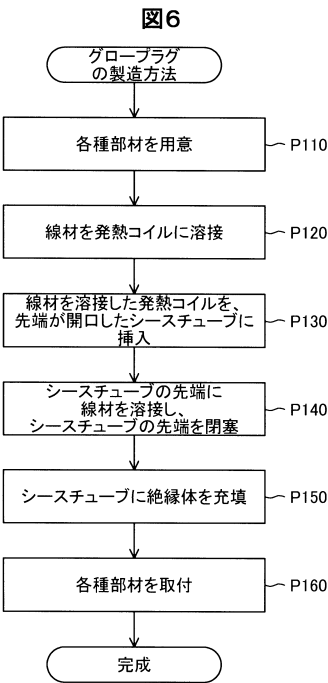 図6
グロープラグ
の製造方法
各種部材を用意
P110
線材を発熱コイルに溶接
P120
線材を溶接した発熱コイルを、
先端が開口したシースチューブに
挿入
P130
シースチューブの先端に
線材を溶接し、
シースチューブの先端を閉塞
P140
シースチューブに絶縁体を充填
P150
各種部材を取付
P160
完成